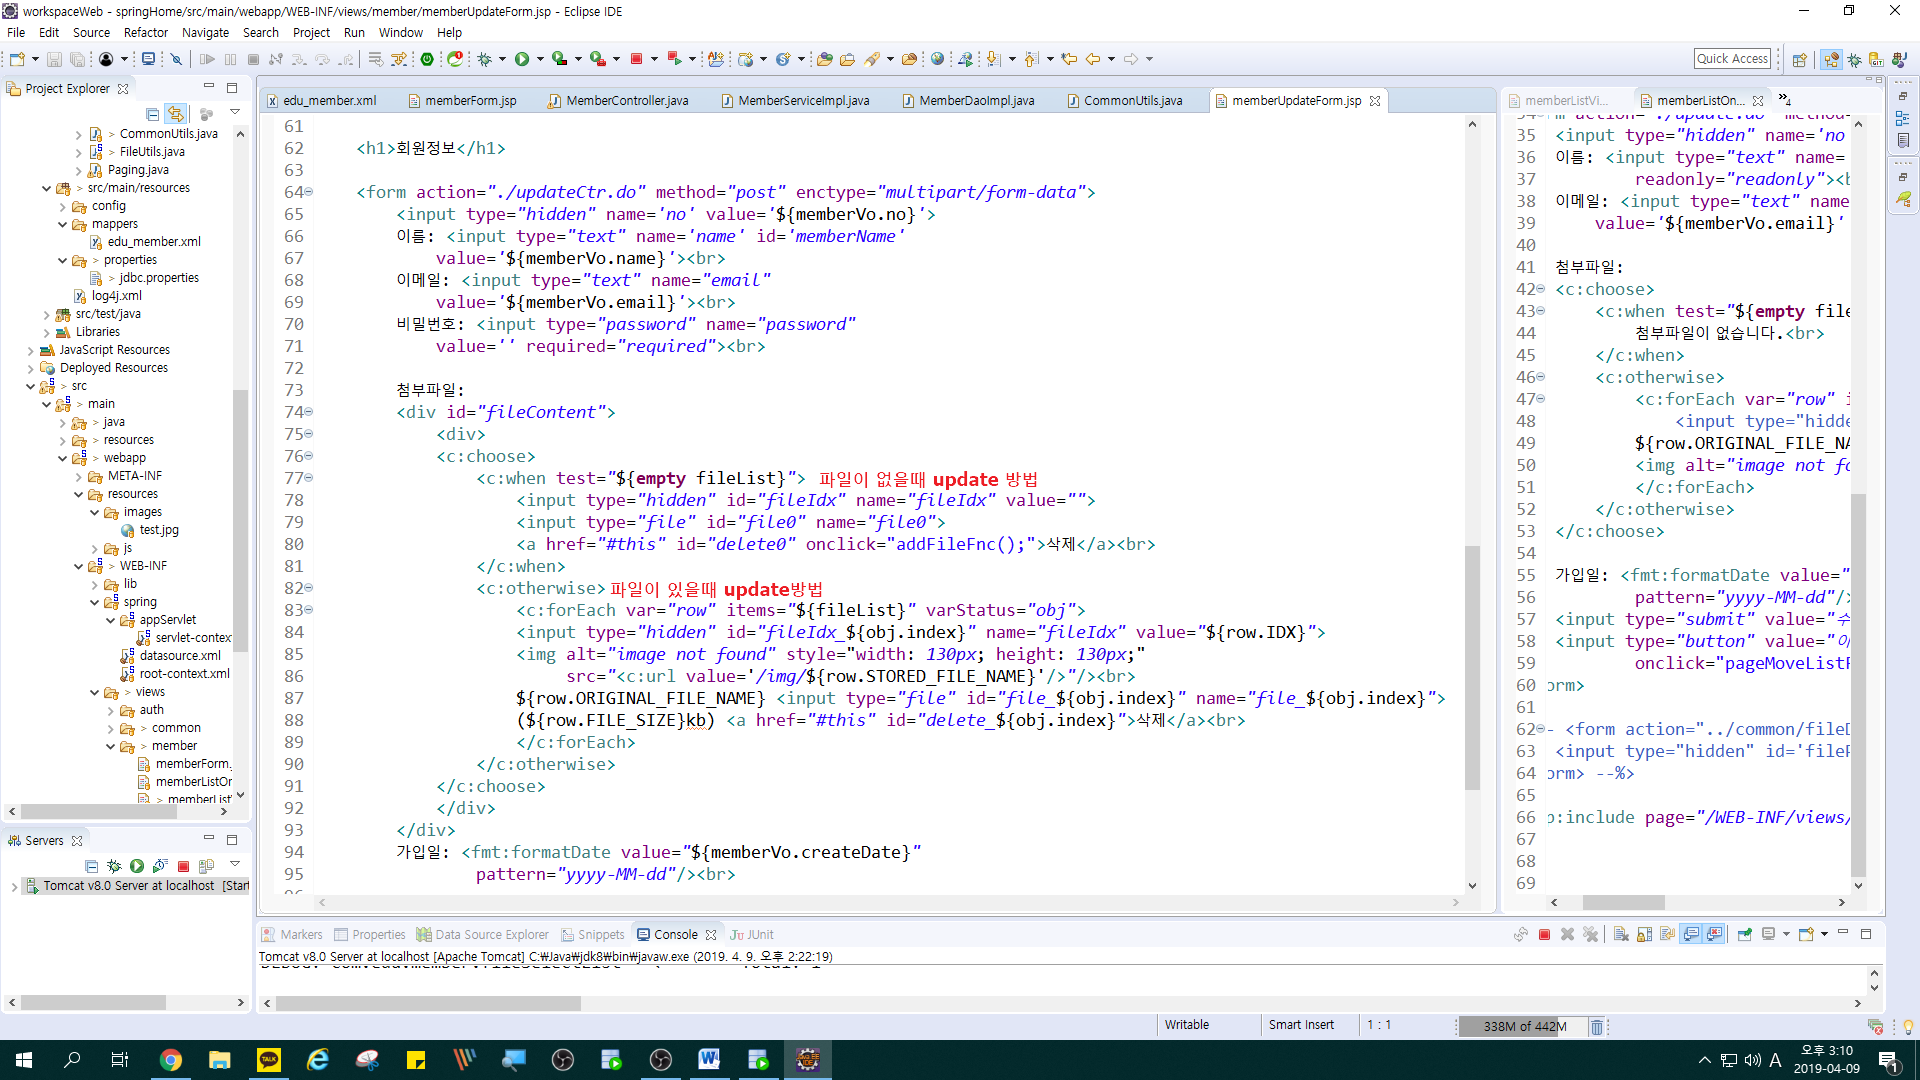 workspaceWeb - springHome/src/main/webapp/WEB-INF/views/member/memberUpdateForm.jsp - Eclipse IDE
File Edit Source Refactor Navigate Search Project Run Window Help
Quick Access
Project Explorer
> CommonUtils.java
> FileUtils.java
Paging.java
> src/main/resources
config
mappers
edu_member.xml
> properties
> jdbc.properties
log4j.xml
src/test/java
Libraries
JavaScript Resources
Deployed Resources
> src
> main
> java
> resources
> webapp
META-INF
> resources
> images
test.jpg
> js
> WEB-INF
> lib
> spring
> appServlet
> servlet-contex
datasource.xml
root-context.xml
> views
> auth
> common
> member
memberForm.
memberListOn
> memberList
Servers
Tomcat v8.0 Server at localhost [Start
edu_member.xml memberForm.jsp MemberController.java MemberServiceImpl.java MemberDaoImpl.java CommonUtils.java memberUpdateForm.jsp
61
62 <h1>회원정보</h1>
63
64 <form action="./updateCtr.do" method="post" enctype="multipart/form-data">
65 <input type="hidden" name='no' value='${memberVo.no}'>
66 이름: <input type="text" name='name' id='memberName'
67 value='${memberVo.name}'><br>
68 이메일: <input type="text" name="email"
69 value='${memberVo.email}'><br>
70 비밀번호: <input type="password" name="password"
71 value='' required="required"><br>
72
73 첨부파일:
74 <div id="fileContent">
75 <div>
76 <c:choose>
77 <c:when test="${empty fileList}"> 파일이 없을때 update 방법
78 <input type="hidden" id="fileIdx" name="fileIdx" value="">
79 <input type="file" id="file0" name="file0">
80 <a href="#this" id="delete0" onclick="addFileFnc();">삭제</a><br>
81 </c:when>
82 <c:otherwise> 파일이 있을때 update방법
83 <c:forEach var="row" items="${fileList}" varStatus="obj">
84 <input type="hidden" id="fileIdx_${obj.index}" name="fileIdx" value="${row.IDX}">
85 <img alt="image not found" style="width: 130px; height: 130px;"
86 src="<c:url value='/img/${row.STORED_FILE_NAME}'/>"/><br>
87 ${row.ORIGINAL_FILE_NAME} <input type="file" id="file_${obj.index}" name="file_${obj.index}">
88 (${row.FILE_SIZE}kb) <a href="#this" id="delete_${obj.index}">삭제</a><br>
89 </c:forEach>
90 </c:otherwise>
91 </c:choose>
92 </div>
93 </div>
94 가입일: <fmt:formatDate value="${memberVo.createDate}"
95 pattern="yyyy-MM-dd"/><br>
memberListVi... memberListOn... »4
35 <input type="hidden" name='no
36 이름: <input type="text" name=
37 readonly="readonly"><b
38 이메일: <input type="text" name
39 value='${memberVo.email}'
40
41 첨부파일:
42 <c:choose>
43 <c:when test="${empty file
44 첨부파일이 없습니다.<br>
45 </c:when>
46 <c:otherwise>
47 <c:forEach var="row" i
48 <input type="hidde
49 ${row.ORIGINAL_FILE_NA
50 <img alt="image not fo
51 </c:forEach>
52 </c:otherwise>
53 </c:choose>
54
55 가입일: <fmt:formatDate value="
56 pattern="yyyy-MM-dd"/>
57 <input type="submit" value="수
58 <input type="button" value="이
59 onclick="pageMoveListF
60 orm>
61
62 - <form action="../common/fileD
63 <input type="hidden" id='fileP
64 orm> --%>
65
66 p:include page="/WEB-INF/views/
67
68
69
Markers Properties Data Source Explorer Snippets Console JUnit
Tomcat v8.0 Server at localhost [Apache Tomcat] C:₩Java₩jdk8₩bin₩javaw.exe (2019. 4. 9. 오후 2:22:19)
Writable Smart Insert 1 : 1 338M of 442M
TALK
A 오후 3:10
2019-04-09
1